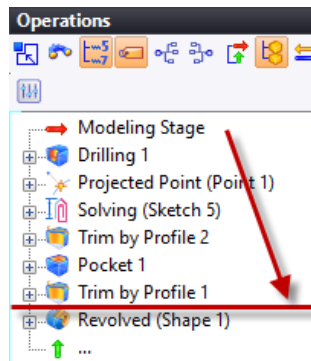 Operations
Modeling Stage
Drilling 1
Projected Point (Point 1)
Solving (Sketch 5)
Trim by Profile 2
Pocket 1
Trim by Profile 1
Revolved (Shape 1)
...